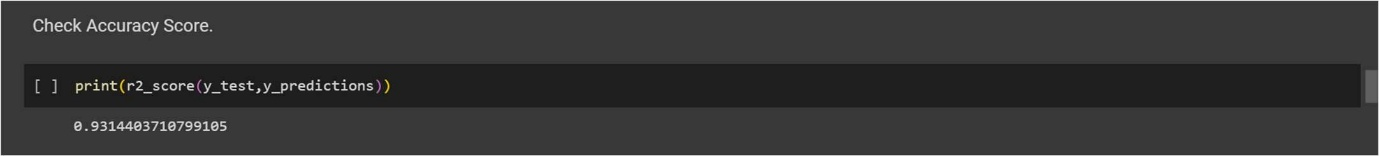 Check Accuracy Score.
[ ] print(r2_score(y_test,y_predictions))
0.9314403710799105